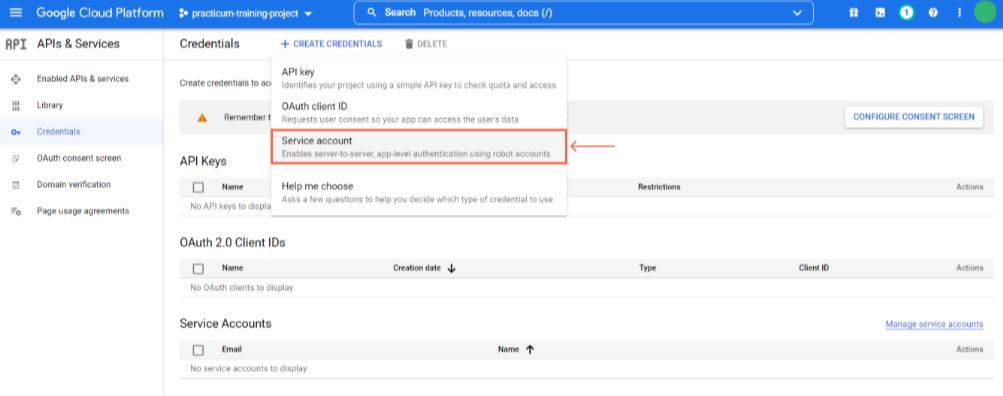 Google Cloud Platform practicum-training-project Search Products, resources, docs (/) 1
API APIs & Services
Enabled APIs & services
Library
Credentials
OAuth consent screen
Domain verification
Page usage agreements
Credentials + CREATE CREDENTIALS DELETE
API key
Identifies your project using a simple API key to check quota and access
OAuth client ID
Requests user consent so your app can access the user's data
Service account
Enables server-to-server, app-level authentication using robot accounts
Help me choose
Asks a few questions to help you decide which type of credential to use
Create credentials to
Remember
CONFIGURE CONSENT SCREEN
API Keys
Name Restrictions Actions
No API keys to
OAuth 2.0 Client IDs
Name Creation date Type Client ID Actions
No OAuth clients to display
Service Accounts Manage service accounts
Email Name Actions
No service accounts to display